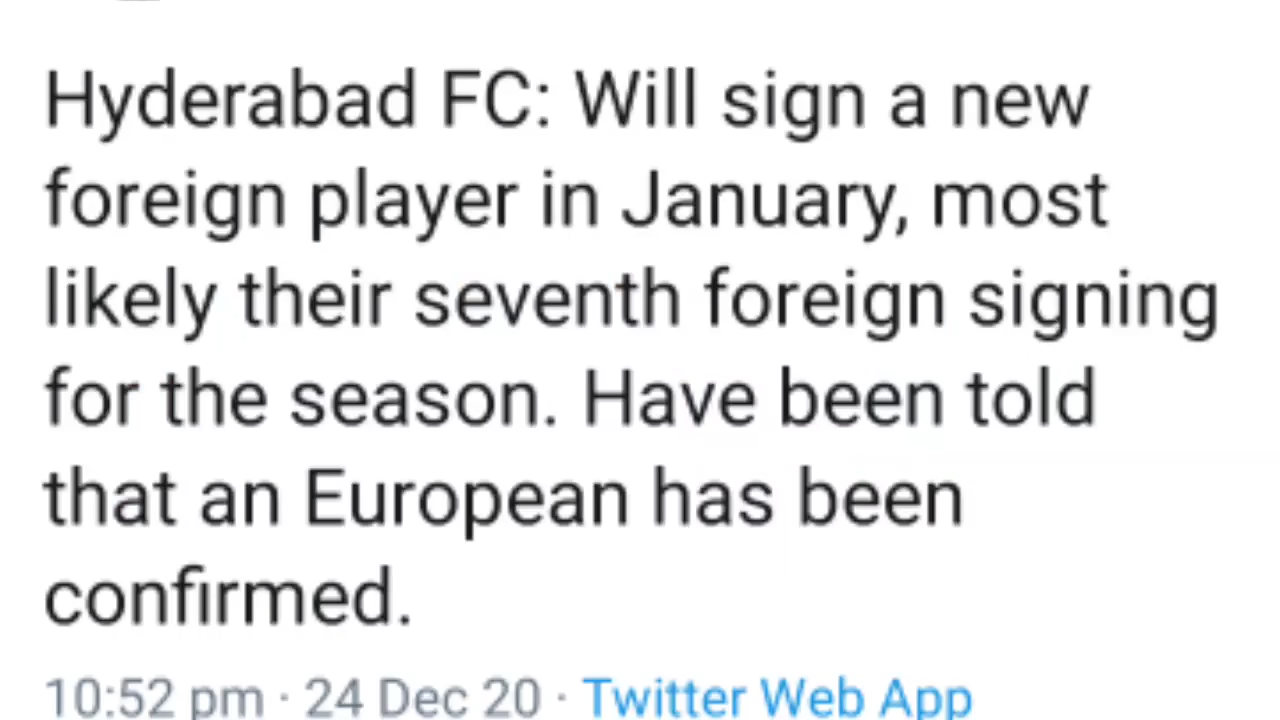 Hyderabad FC: Will sign a new
foreign player in January, most
likely their seventh foreign signing
for the season. Have been told
that an European has been
confirmed.
10:52 pm · 24 Dec 20 · Twitter Web App